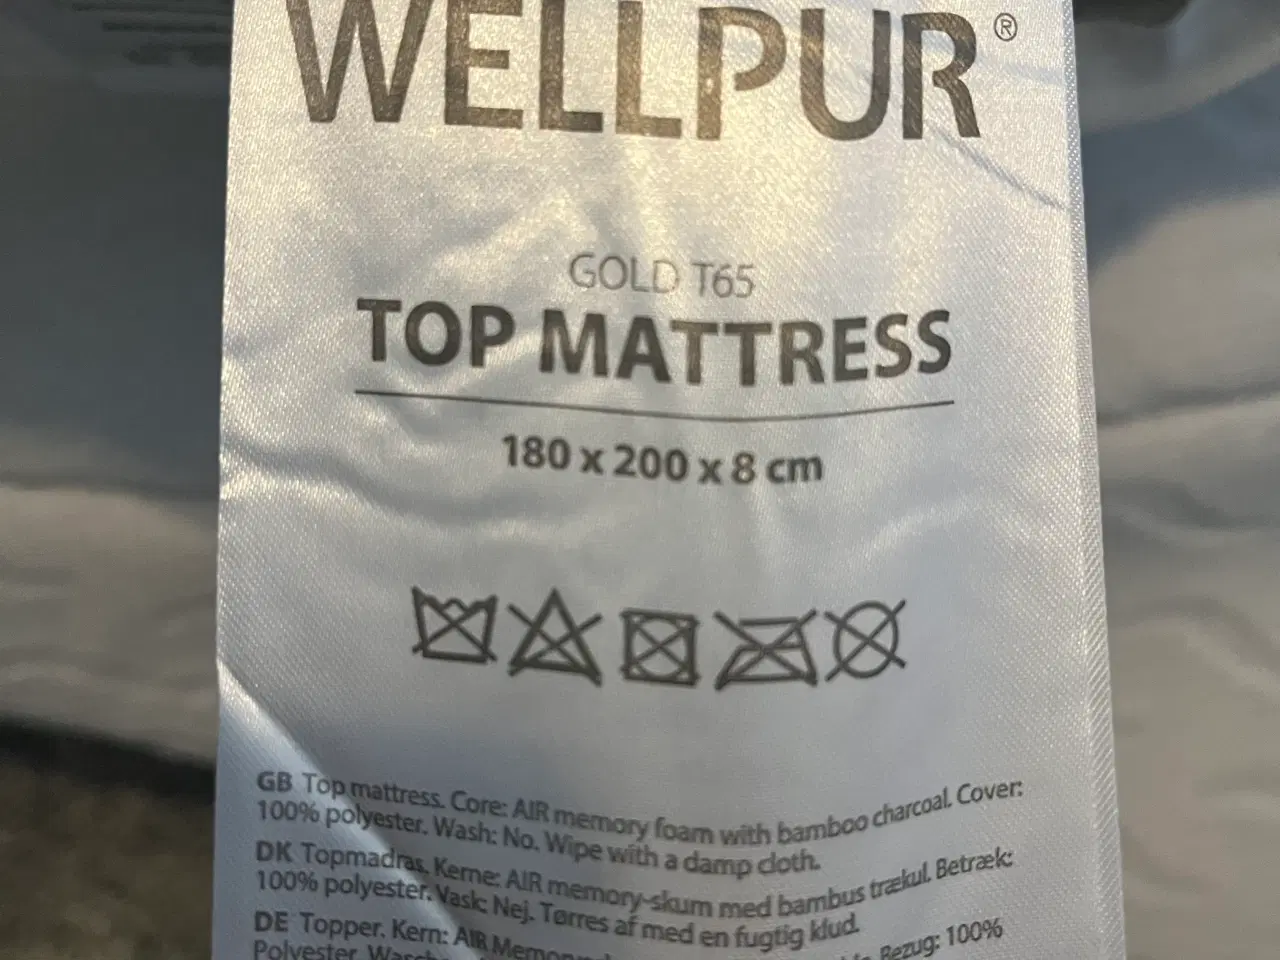 WELLPUR®
GOLD T65
TOP MATTRESS
180 x 200 x 8 cm
GB Top mattress. Core: AIR memory foam with bamboo charcoal. Cover:
100% polyester. Wash: No. Wipe with a damp cloth.
DK Topmadras. Kerne: AIR memory-skum med bambus trækul. Betræk:
100% polyester. Vask: Nej. Tørres af med en fugtig klud.
DE Topper. Kern: AIR Bezug: 100%
Polyester.